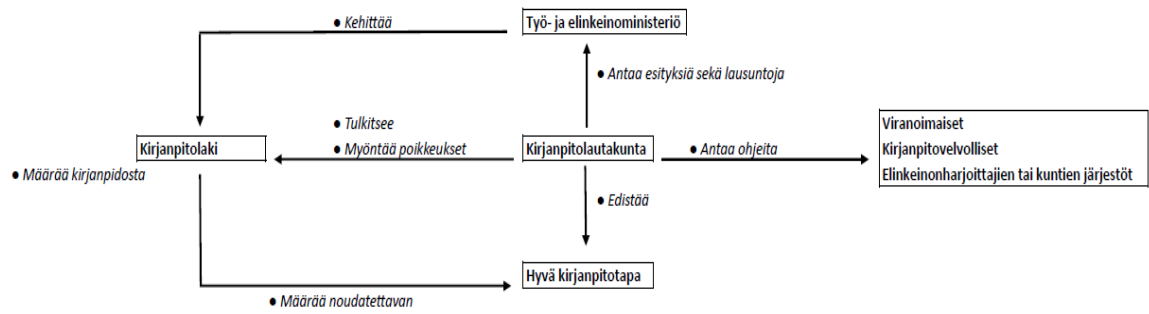 ● Kehittää
Työ- ja elinkeinoministeriö
● Antaa esityksiä sekä lausuntoja
● Tulkitsee
● Myöntää poikkeukset
Kirjanpitolaki
● Määrää kirjanpidosta
Kirjanpitolautakunta
● Antaa ohjeita
Viranoimaiset
Kirjanpitovelvolliset
Elinkeinonharjoittajien tai kuntien järjestöt
● Edistää
Hyvä kirjanpitotapa
● Määrää noudatettavan